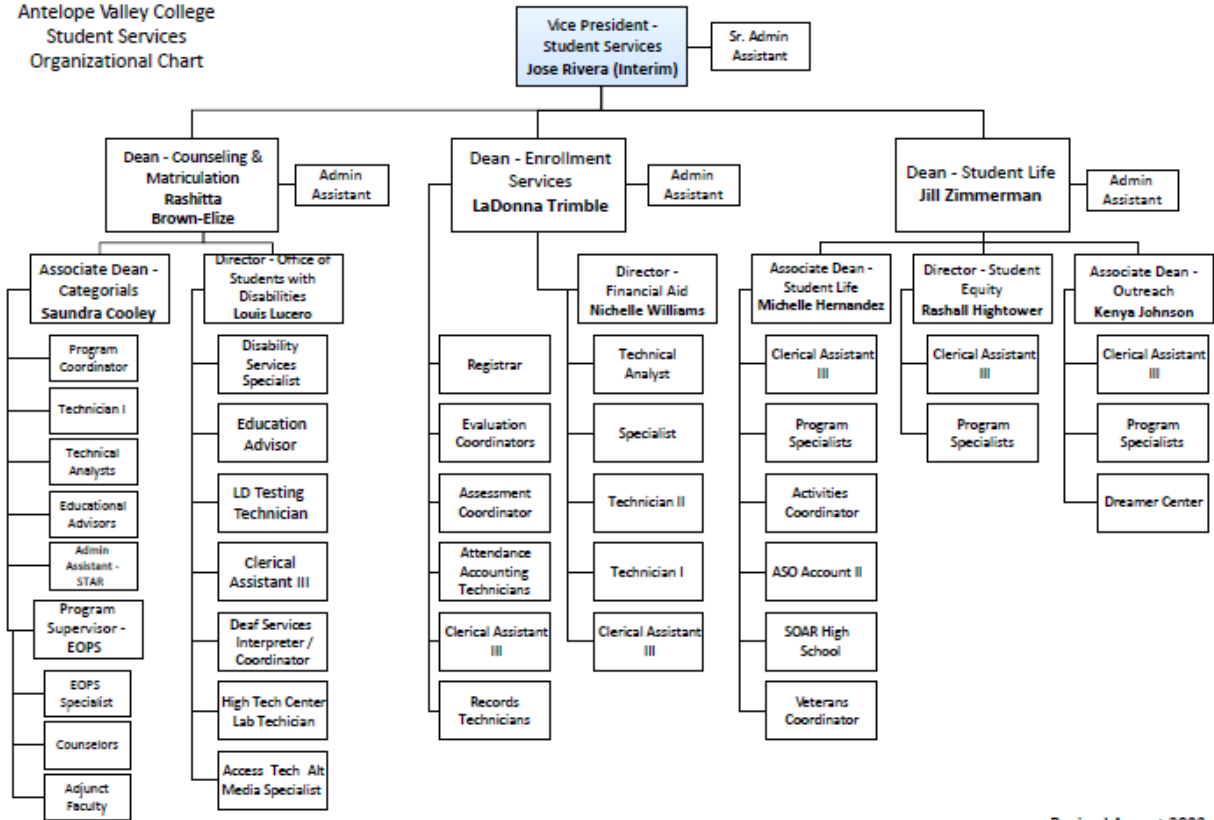 Antelope Valley College
Student Services
Organizational Chart
Vice President -
Student Services
Jose Rivera (Interim)
Sr. Admin
Assistant
Dean - Counseling &
Matriculation
Rashitta
Brown-Elize
Admin
Assistant
Dean - Enrollment
Services
LaDonna Trimble
Admin
Assistant
Dean - Student Life
Jill Zimmerman
Admin
Assistant
Associate Dean -
Categorials
Saundra Cooley
Director - Office of
Students with
Disabilities
Louis Lucero
Director -
Financial Aid
Nichelle Williams
Associate Dean -
Student Life
Michelle Hernandez
Director - Student
Equity
Rashall Hightower
Associate Dean -
Outreach
Kenya Johnson
Program
Coordinator
Technician I
Technical
Analysts
Educational
Advisors
Admin
Assistant -
STAR
Program
Supervisor -
EOPS
EOPS
Specialist
Counselors
Adjunct
Faculty
Disability
Services
Specialist
Education
Advisor
LD Testing
Technician
Clerical
Assistant III
Deaf Services
Interpreter /
Coordinator
High Tech Center
Lab Techician
Access Tech Alt
Media Specialist
Registrar
Evaluation
Coordinators
Assessment
Coordinator
Attendance
Accounting
Technicians
Clerical Assistant
III
Records
Technicians
Technical
Analyst
Specialist
Technician II
Technician I
Clerical Assistant
III
Clerical Assistant
III
Program
Specialists
Activities
Coordinator
ASO Account II
SOAR High
School
Veterans
Coordinator
Clerical Assistant
III
Program
Specialists
Clerical Assistant
III
Program
Specialists
Dreamer Center